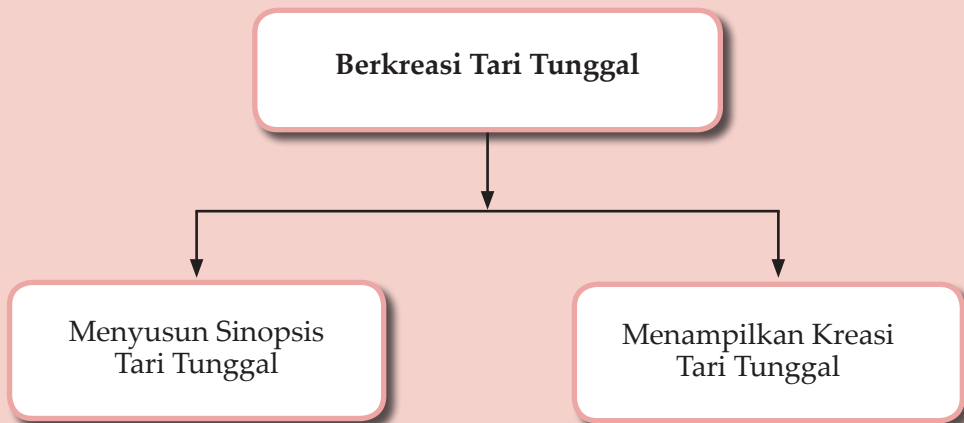 Berkreasi Tari Tunggal
Menyusun Sinopsis
Tari Tunggal
Menampilkan Kreasi
Tari Tunggal